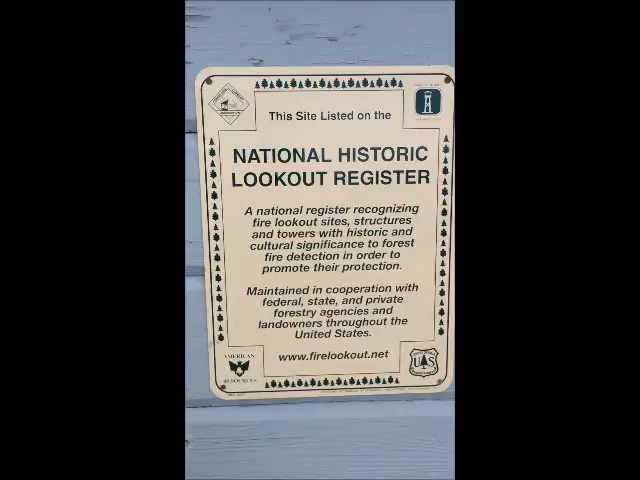 This Site Listed on the
NATIONAL HISTORIC
LOOKOUT REGISTER
A national register recognizing
fire lookout sites, structures
and towers with historic and
cultural significance to forest
fire detection in order to
promote their protection.
Maintained in cooperation with
federal, state, and private
forestry agencies and
landowners throughout the
United States.
www.firelookout.net
AMERICAN
RESOURCES
U S